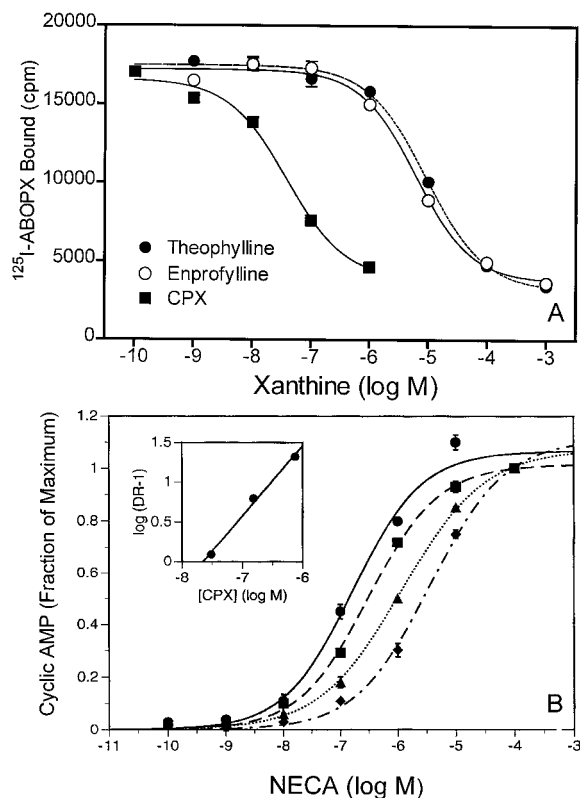 20000
15000
10000
5000
0
¹²⁵I-ABOPX Bound (cpm)
Theophylline
Enprofylline
CPX
A
-10 -9 -8 -7 -6 -5 -4 -3
Xanthine (log M)
1.2
1
0.8
0.6
0.4
0.2
0
Cyclic AMP (Fraction of Maximum)
1.5
1
0.5
0
log (DR-1)
-8 -7 -6
[CPX] (log M)
B
-11 -10 -9 -8 -7 -6 -5 -4 -3
NECA (log M)